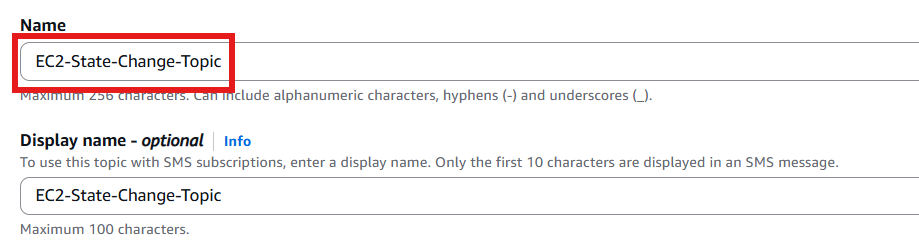 Name
EC2-State-Change-Topic
Maximum 256 characters. Can include alphanumeric characters, hyphens (-) and underscores (_).
Display name - optional Info
To use this topic with SMS subscriptions, enter a display name. Only the first 10 characters are displayed in an SMS message.
EC2-State-Change-Topic
Maximum 100 characters.